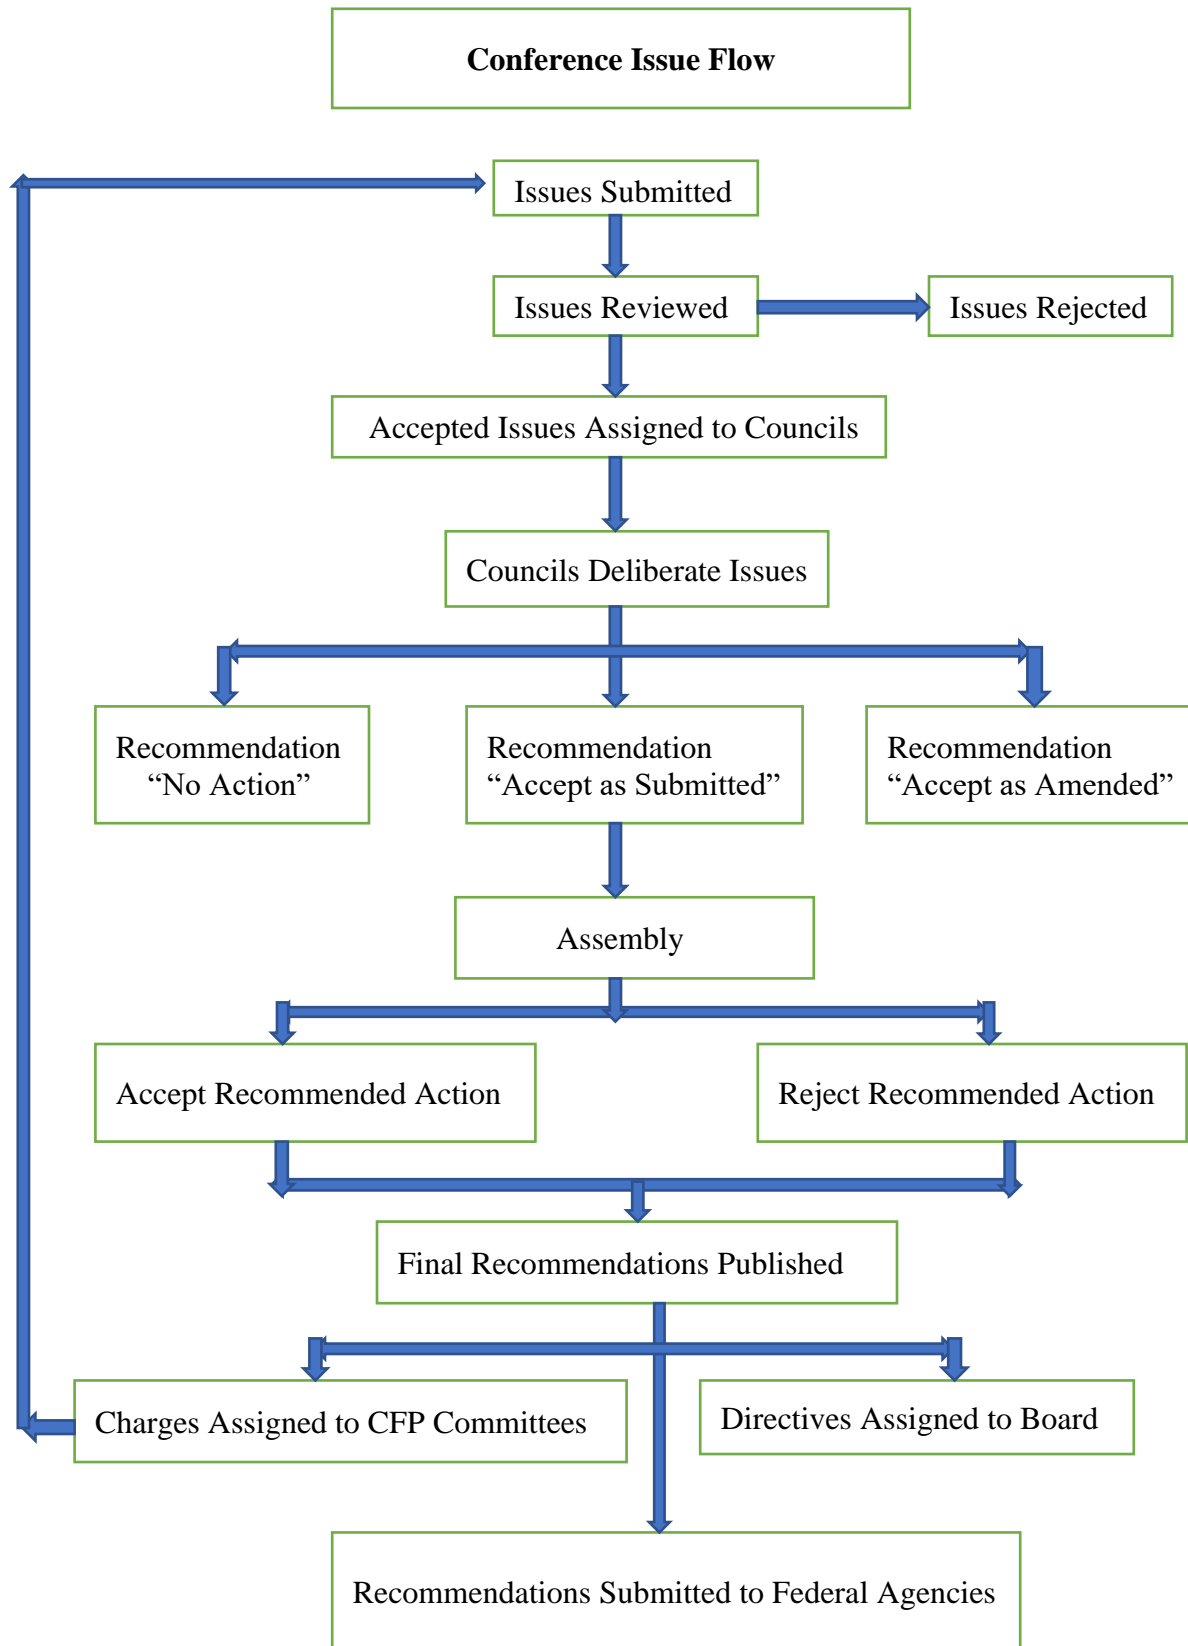 Conference Issue Flow
Issues Submitted
Issues Reviewed
Issues Rejected
Accepted Issues Assigned to Councils
Councils Deliberate Issues
Recommendation
“No Action”
Recommendation
“Accept as Submitted”
Recommendation
“Accept as Amended”
Assembly
Accept Recommended Action
Reject Recommended Action
Final Recommendations Published
Charges Assigned to CFP Committees
Directives Assigned to Board
Recommendations Submitted to Federal Agencies